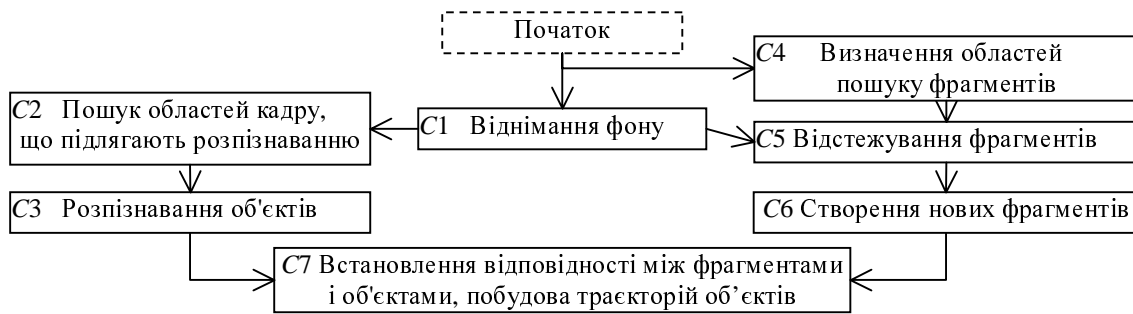 Початок
C4 Визначення областей
пошуку фрагментів
C2 Пошук областей кадру,
що підлягають розпізнаванню
C1 Віднімання фону
C5 Відстежування фрагментів
C3 Розпізнавання об'єктів
C6 Створення нових фрагментів
C7 Встановлення відповідності між фрагментами
і об'єктами, побудова траєкторій об’єктів